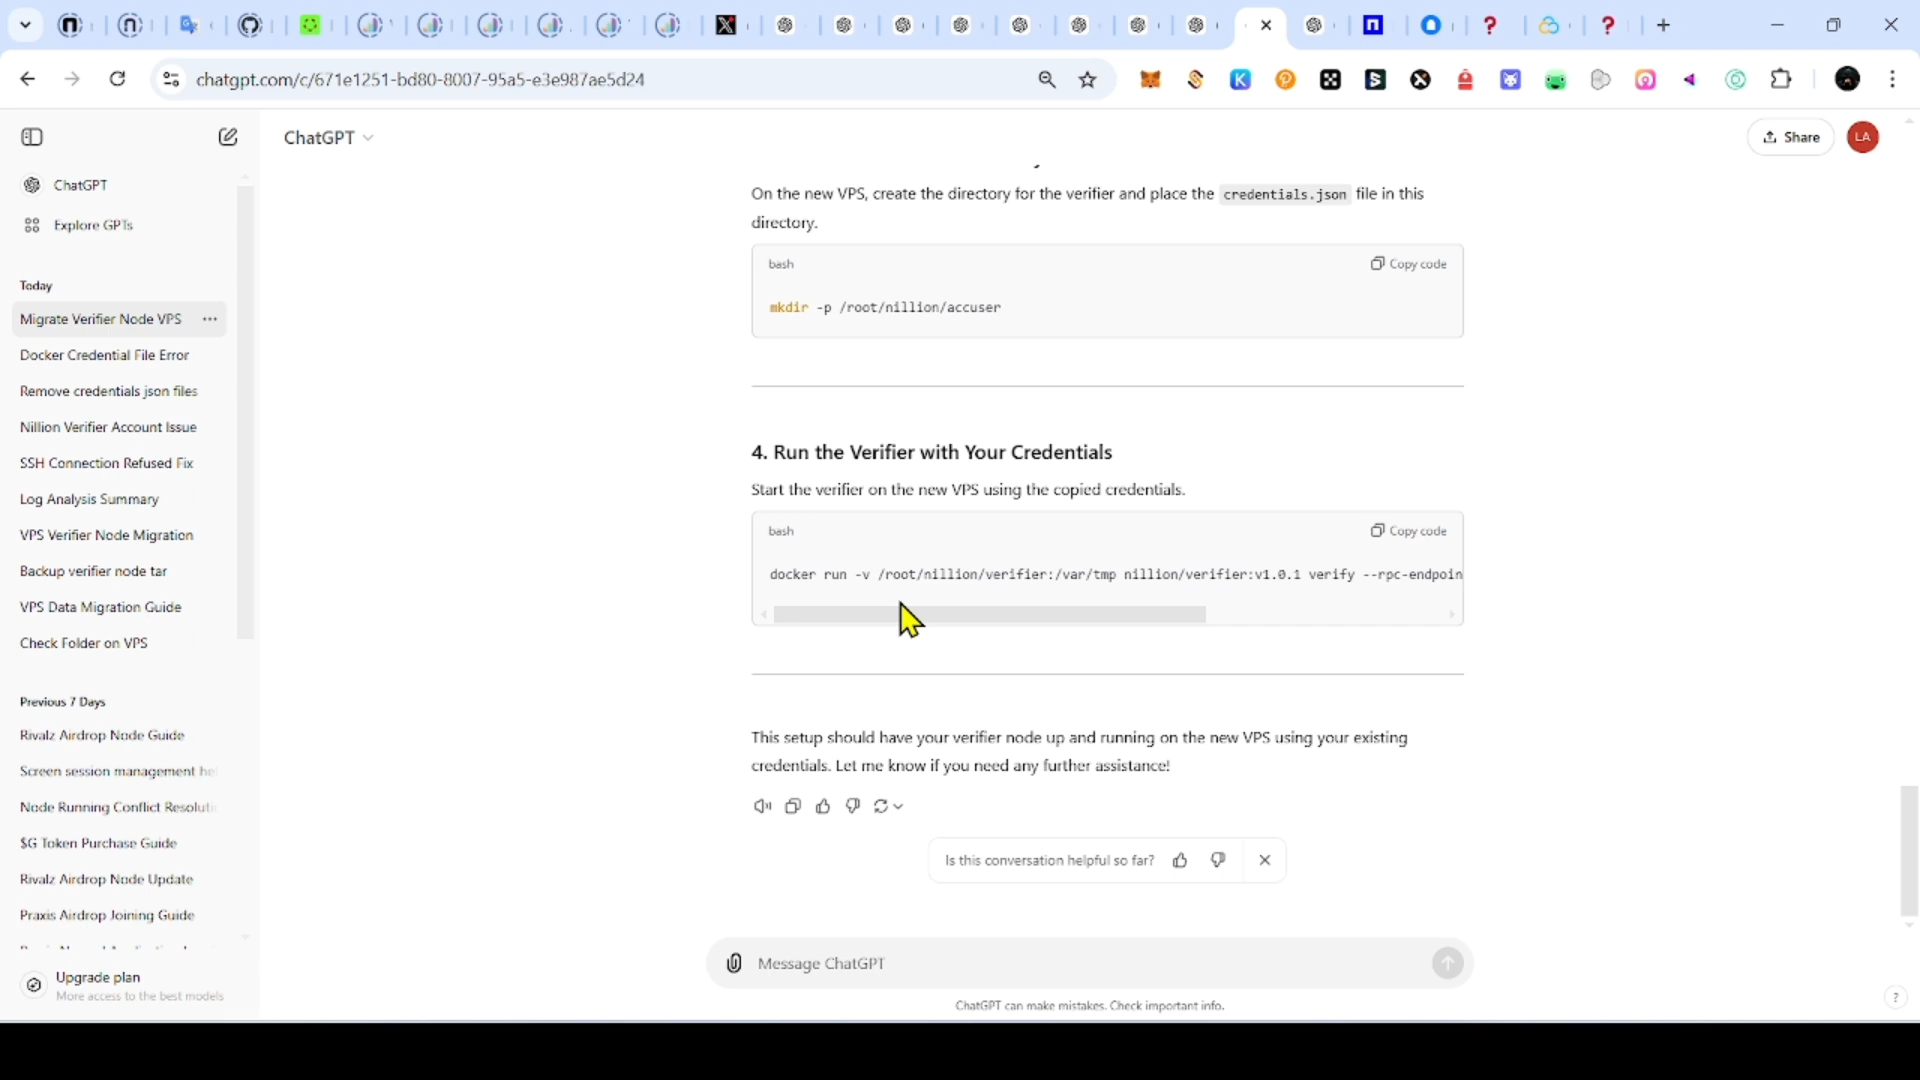 chatgpt.com/c/671e1251-bd80-8007-95a5-e3e987ae5d24
ChatGPT
Share
LA
ChatGPT
Explore GPTs
Today
Migrate Verifier Node VPS
Docker Credential File Error
Remove credentials json files
Nillion Verifier Account Issue
SSH Connection Refused Fix
Log Analysis Summary
VPS Verifier Node Migration
Backup verifier node tar
VPS Data Migration Guide
Check Folder on VPS
Previous 7 Days
Rivalz Airdrop Node Guide
Screen session management he
Node Running Conflict Resoluti
$G Token Purchase Guide
Rivalz Airdrop Node Update
Praxis Airdrop Joining Guide
Upgrade plan
More access to the best models
On the new VPS, create the directory for the verifier and place the credentials.json file in this
directory.
bash
Copy code
mkdir -p /root/nillion/accuser
4. Run the Verifier with Your Credentials
Start the verifier on the new VPS using the copied credentials.
bash
Copy code
docker run -v /root/nillion/verifier:/var/tmp nillion/verifier:v1.0.1 verify --rpc-endpoin
This setup should have your verifier node up and running on the new VPS using your existing
credentials. Let me know if you need any further assistance!
Is this conversation helpful so far?
Message ChatGPT
ChatGPT can make mistakes. Check important info.
?